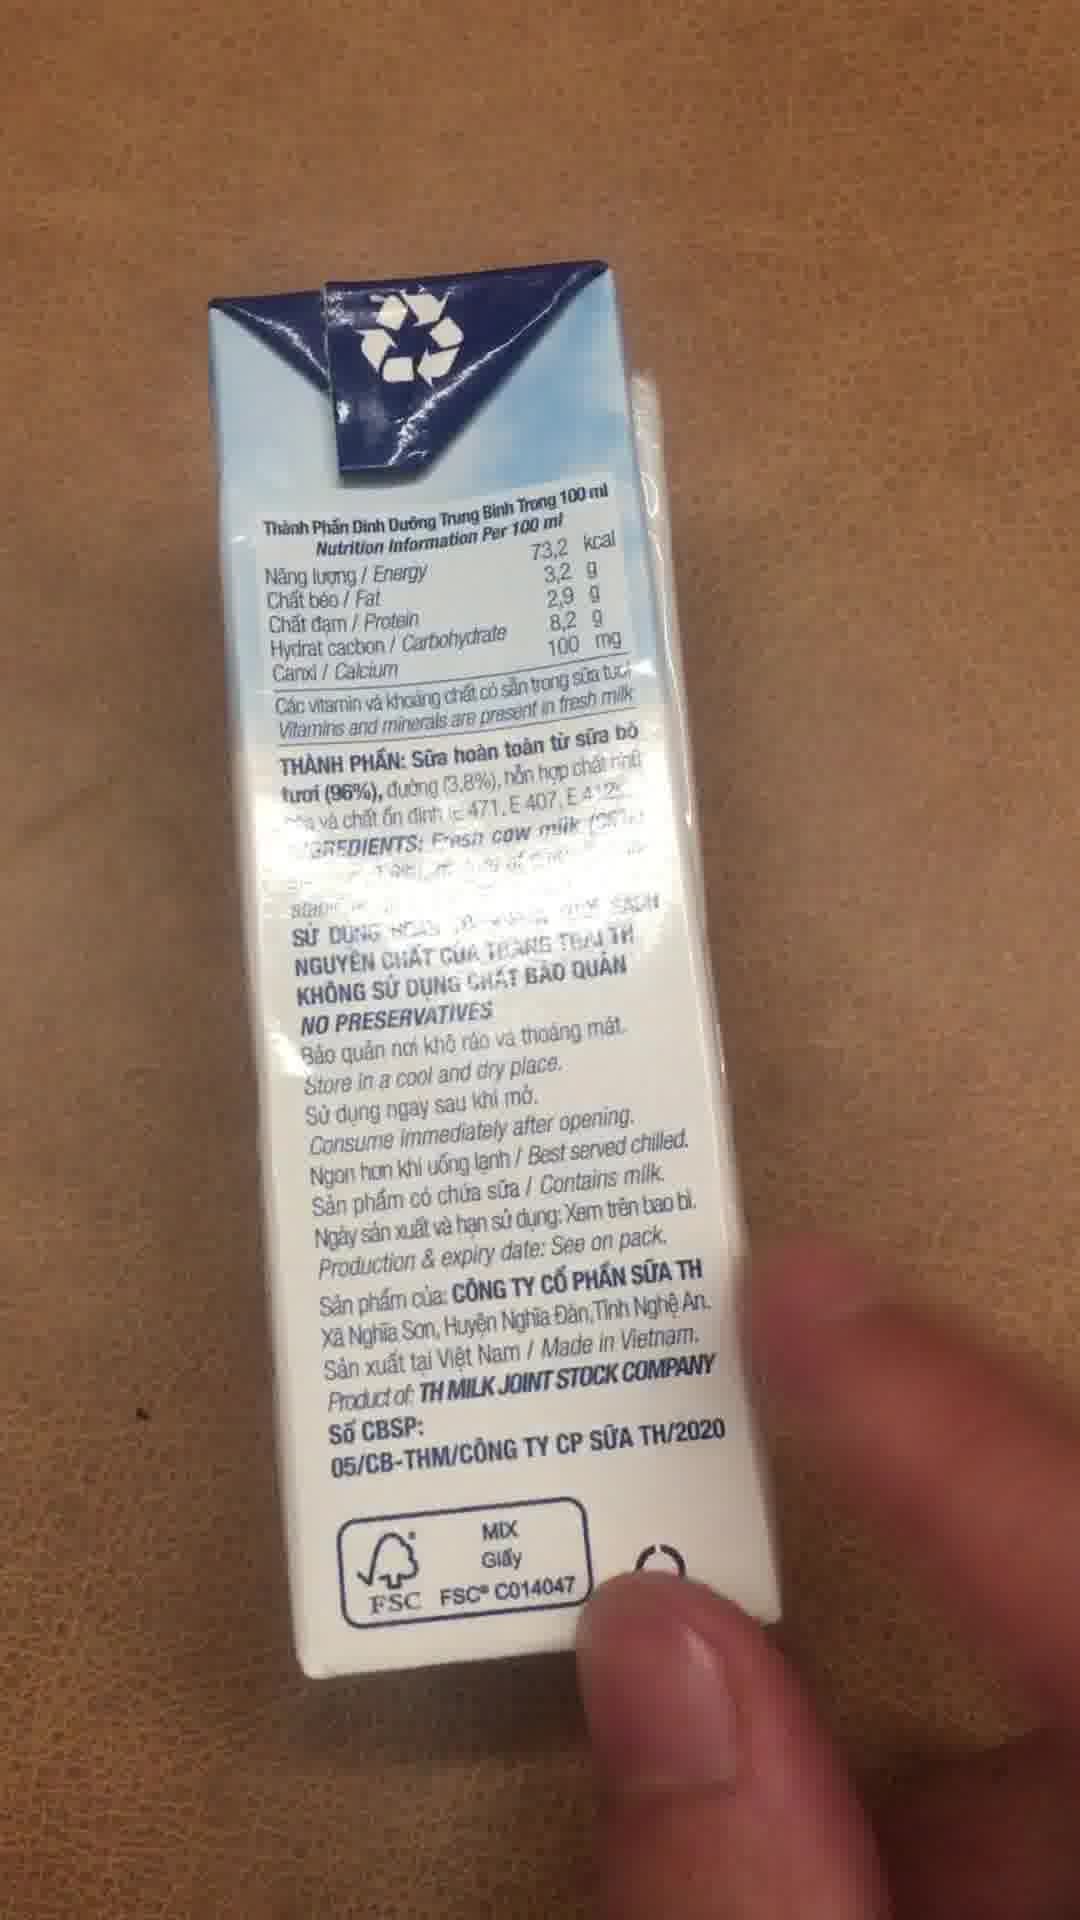 Thành Phần Dinh Dưỡng Trung Bình Trong 100 ml
Nutrition Information Per 100 ml
Năng lượng / Energy 73,2 kcal
Chất béo / Fat 3,2 g
Chất đạm / Protein 2,9 g
Hydrat cacbon / Carbohydrate 8,2 g
Canxi / Calcium 100 mg
Các vitamin và khoáng chất có sẵn trong sữa tươi
Vitamins and minerals are present in fresh milk
THÀNH PHẦN: Sữa hoàn toàn từ sữa bò
tươi (96%), đường (3,8%), hỗn hợp chất nhũ
và chất ổn định (E 471, E 407, E 412)
INGREDIENTS: Fresh cow milk (96%)
SỬ DỤNG SẠCH
NGUYÊN CHẤT CỦA TRANG TRẠI TH
KHÔNG SỬ DỤNG CHẤT BẢO QUẢN
NO PRESERVATIVES
Bảo quản nơi khô ráo và thoáng mát.
Store in a cool and dry place.
Sử dụng ngay sau khi mở.
Consume immediately after opening.
Ngon hơn khi uống lạnh / Best served chilled.
Sản phẩm có chứa sữa / Contains milk.
Ngày sản xuất và hạn sử dụng: Xem trên bao bì.
Production & expiry date: See on pack.
Sản phẩm của: CÔNG TY CỔ PHẦN SỮA TH
Xã Nghĩa Sơn, Huyện Nghĩa Đàn, Tỉnh Nghệ An.
Sản xuất tại Việt Nam / Made in Vietnam.
Product of: TH MILK JOINT STOCK COMPANY
Số CBSP:
05/CB-THM/CÔNG TY CP SỮA TH/2020
MIX
Giấy
FSC FSC® C014047